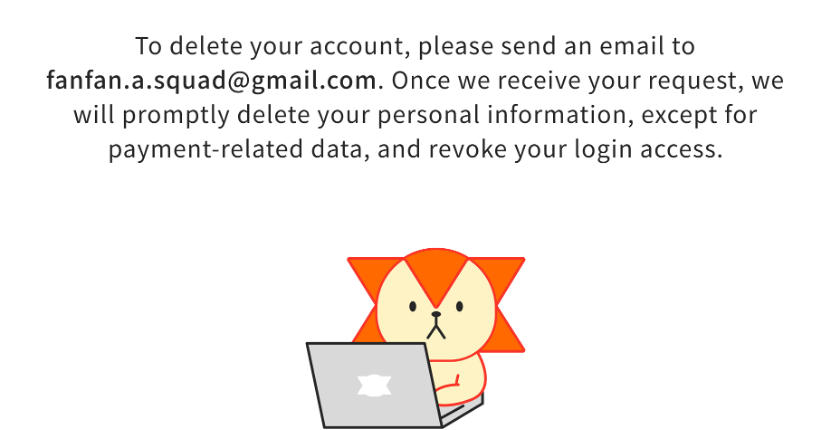 To delete your account, please send an email to
fanfan.a.squad@gmail.com. Once we receive your request, we
will promptly delete your personal information, except for
payment-related data, and revoke your login access.